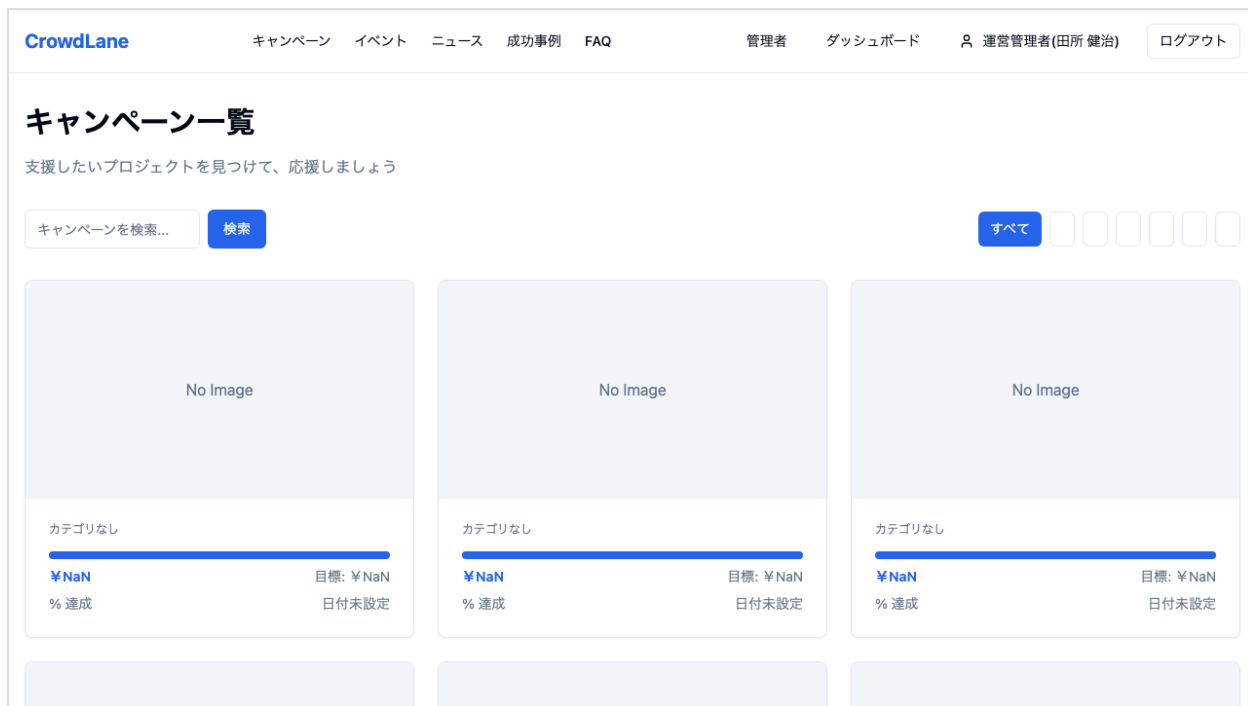 CrowdLane
キャンペーン イベント ニュース 成功事例 FAQ 管理者 ダッシュボード 運営管理者(田所 健治) ログアウト
キャンペーン一覧
支援したいプロジェクトを見つけて、応援しましょう
キャンペーンを検索... 検索 すべて
No Image
カテゴリなし
￥NaN 目標: ￥NaN
% 達成 日付未設定
No Image
カテゴリなし
￥NaN 目標: ￥NaN
% 達成 日付未設定
No Image
カテゴリなし
￥NaN 目標: ￥NaN
% 達成 日付未設定